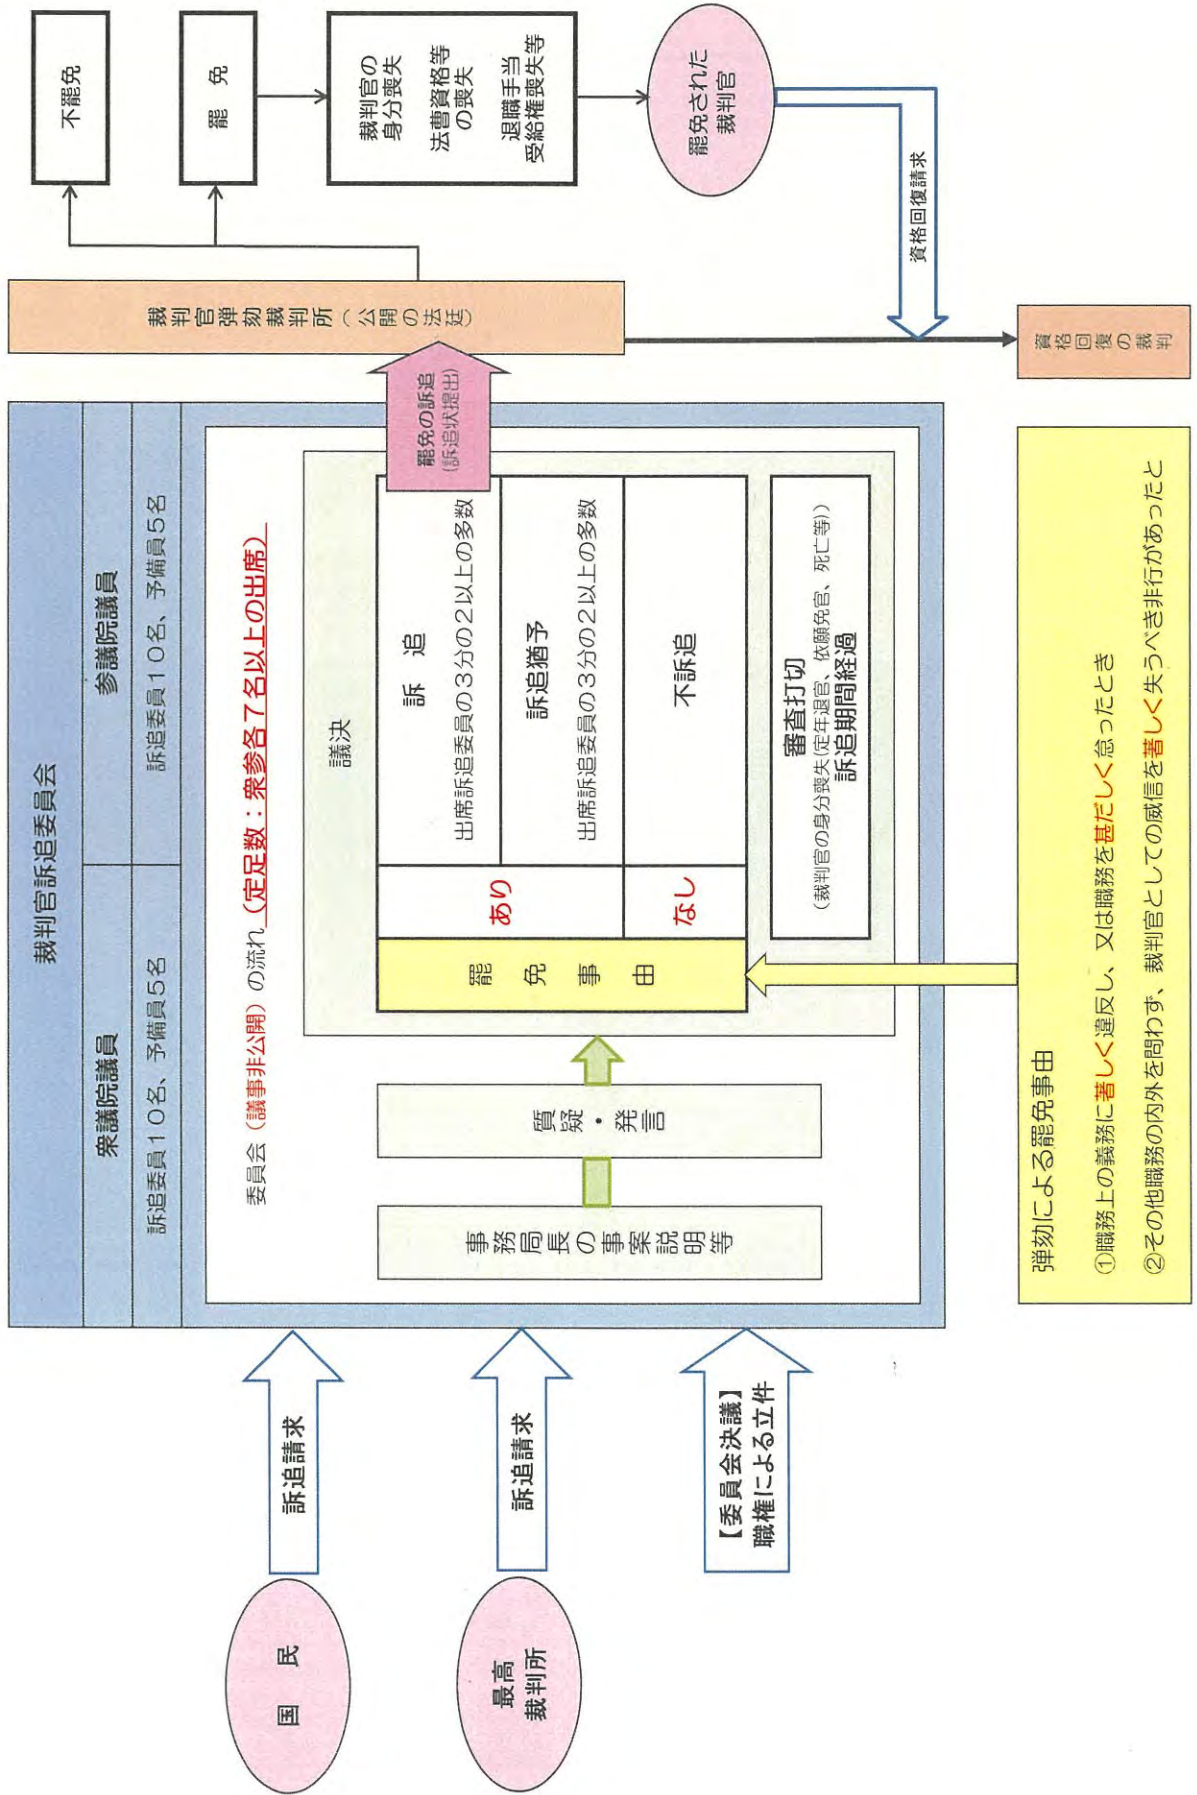 国　民
最高
裁判所
訴追請求
訴追請求
【委員会決議】
職権による立件
裁判官訴追委員会
衆議院議員
参議院議員
訴追委員１０名、予備員５名
訴追委員１０名、予備員５名
委員会（議事非公開）の流れ（定足数：衆参各７名以上の出席）
事務局長の事案説明等
質疑・発言
議決
罷免事由
あり
なし
訴　追
出席訴追委員の３分の２以上の多数
訴追猶予
出席訴追委員の３分の２以上の多数
不訴追
審査打切
（裁判官の身分喪失（定年退官、依願免官、死亡等））
訴追期間経過
罷免の訴追
（訴追状提出）
裁判官弾劾裁判所（公開の法廷）
不罷免
罷　免
裁判官の
身分喪失
法曹資格等
の喪失
退職手当
受給権喪失等
罷免された
裁判官
資格回復請求
資格回復の裁判
弾劾による罷免事由
①職務上の義務に著しく違反し、又は職務を甚だしく怠ったとき
②その他職務の内外を問わず、裁判官としての威信を著しく失うべき非行があったと